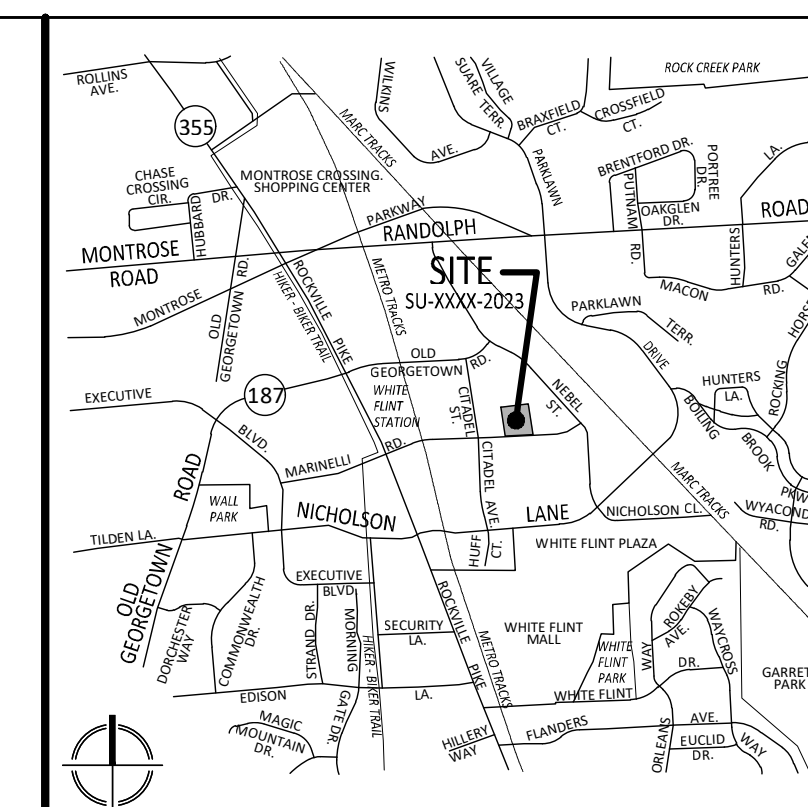 ROLLINS
AVE.
355
WILKINS
AVE.
VILLAGE
SUARE TERR.
BRAXFIELD
CT.
CROSSFIELD
CT.
ROCK CREEK PARK
MARC TRACKS
PARKLAWN
BRENTFORD DR.
PUTNAM
RD.
PORTREE
DR.
OAKGLEN
DR.
LA.
HUNTERS
ROAD
CHASE
CROSSING
CIR.
HUBBARD
DR.
MONTROSE CROSSING.
SHOPPING CENTER
PARKWAY
RANDOLPH
MONTROSE
ROAD
MONTROSE
OLD
GEORGETOWN
RD.
ROCKVILLE
PIKE
HIKER - BIKER TRAIL
METRO TRACKS
SITE
SU-XXXX-2023
MACON
RD.
PARKLAWN
TERR.
DRIVE
ROCKING
HUNTERS
LA.
BOILING
BROOK
WYACOND
RD.
EXECUTIVE
BLVD.
187
OLD
GEORGETOWN
RD.
WHITE
FLINT
STATION
CITADEL
ST.
NEBEL
ST.
MARINELLI
RD.
CITADEL AVE.
MARC TRACKS
ROAD
OLD
GEORGETOWN
WALL
PARK
NICHOLSON
LANE
NICHOLSON CL.
TILDEN LA.
HUFF
CT.
WHITE FLINT PLAZA
EXECUTIVE
BLVD.
DORCHESTER
WAY
COMMONWEALTH
DR.
STRAND DR.
MORNING
GATE DR.
HIKER - BIKER TRAIL
SECURITY
LA.
ROCKVILLE
PIKE
METRO TRACKS
WHITE FLINT
MALL
WHITE
FLINT
PARK
ROKEBY
AVE.
WAY
WAYCROSS
DR.
GARRET
PARK
EDISON
LA.
WHITE FLINT
MAGIC
MOUNTAIN
DR.
HILLERY
WAY
FLANDERS
AVE.
ORLEANS
EUCLID
DR.
WAY